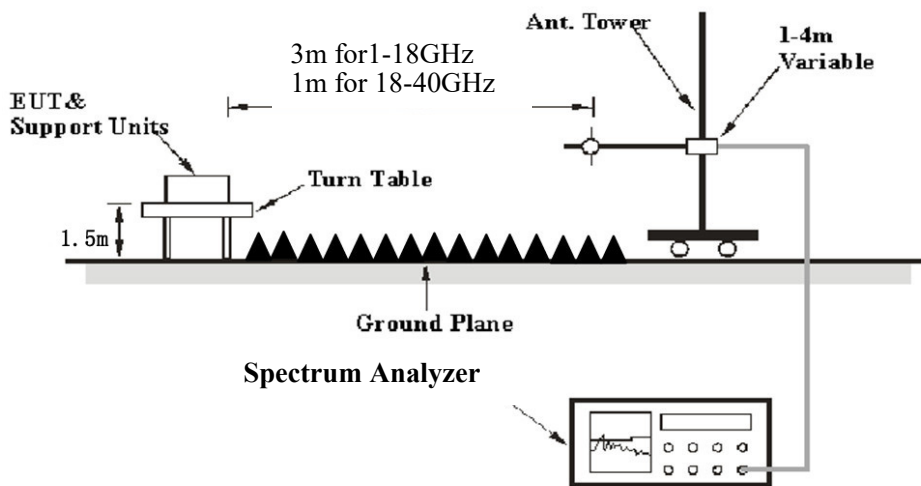 Ant. Tower
1-4m
Variable
3m for1-18GHz
1m for 18-40GHz
EUT&
Support Units
Turn Table
1.5m
Ground Plane
Spectrum Analyzer